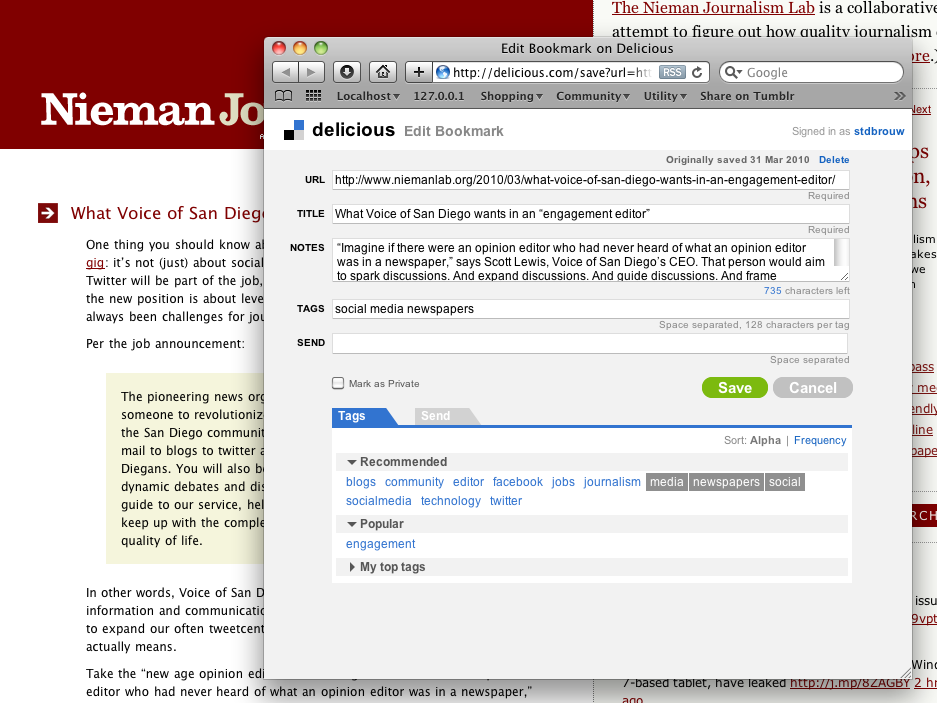 The Nieman Journalism Lab is a collaborative
attempt to figure out how quality journalism
ore.)
Nieman Jo
Next
What Voice of San Dieg
One thing you should know a
gig: it's not (just) about social
Twitter will be part of the job,
the new position is about leve
always been challenges for jou
Per the job announcement:
The pioneering news org
someone to revolutioniz
the San Diego communit
mail to blogs to twitter a
Diegans. You will also be
dynamic debates and dis
guide to our service, hel
keep up with the comple
quality of life.
In other words, Voice of San D
information and communicatio
to expand our often tweetcent
actually means.
Take the “new age opinion edi
editor who had never heard of what an opinion editor was in a newspaper,”
Edit Bookmark on Delicious
http://delicious.com/save?url=ht RSS Google
Localhost 127.0.0.1 Shopping Community Utility Share on Tumblr
delicious Edit Bookmark Signed in as stdbrouw
Originally saved 31 Mar 2010 Delete
URL http://www.niemanlab.org/2010/03/what-voice-of-san-diego-wants-in-an-engagement-editor/
Required
TITLE What Voice of San Diego wants in an “engagement editor”
Required
NOTES “Imagine if there were an opinion editor who had never heard of what an opinion editor
was in a newspaper,” says Scott Lewis, Voice of San Diego’s CEO. That person would aim
to spark discussions. And expand discussions. And guide discussions. And frame
735 characters left
TAGS social media newspapers
Space separated, 128 characters per tag
SEND
Space separated
Mark as Private Save Cancel
Tags Send
Sort: Alpha | Frequency
Recommended
blogs community editor facebook jobs journalism media newspapers social
socialmedia technology twitter
Popular
engagement
My top tags
ps
n,
ns
lism
akes
we
n
pass
r me
endly
line
pape
RCH
issu
9vpt
Wind
7-based tablet, have leaked http://j.mp/8ZAGBY 2 hr
ago